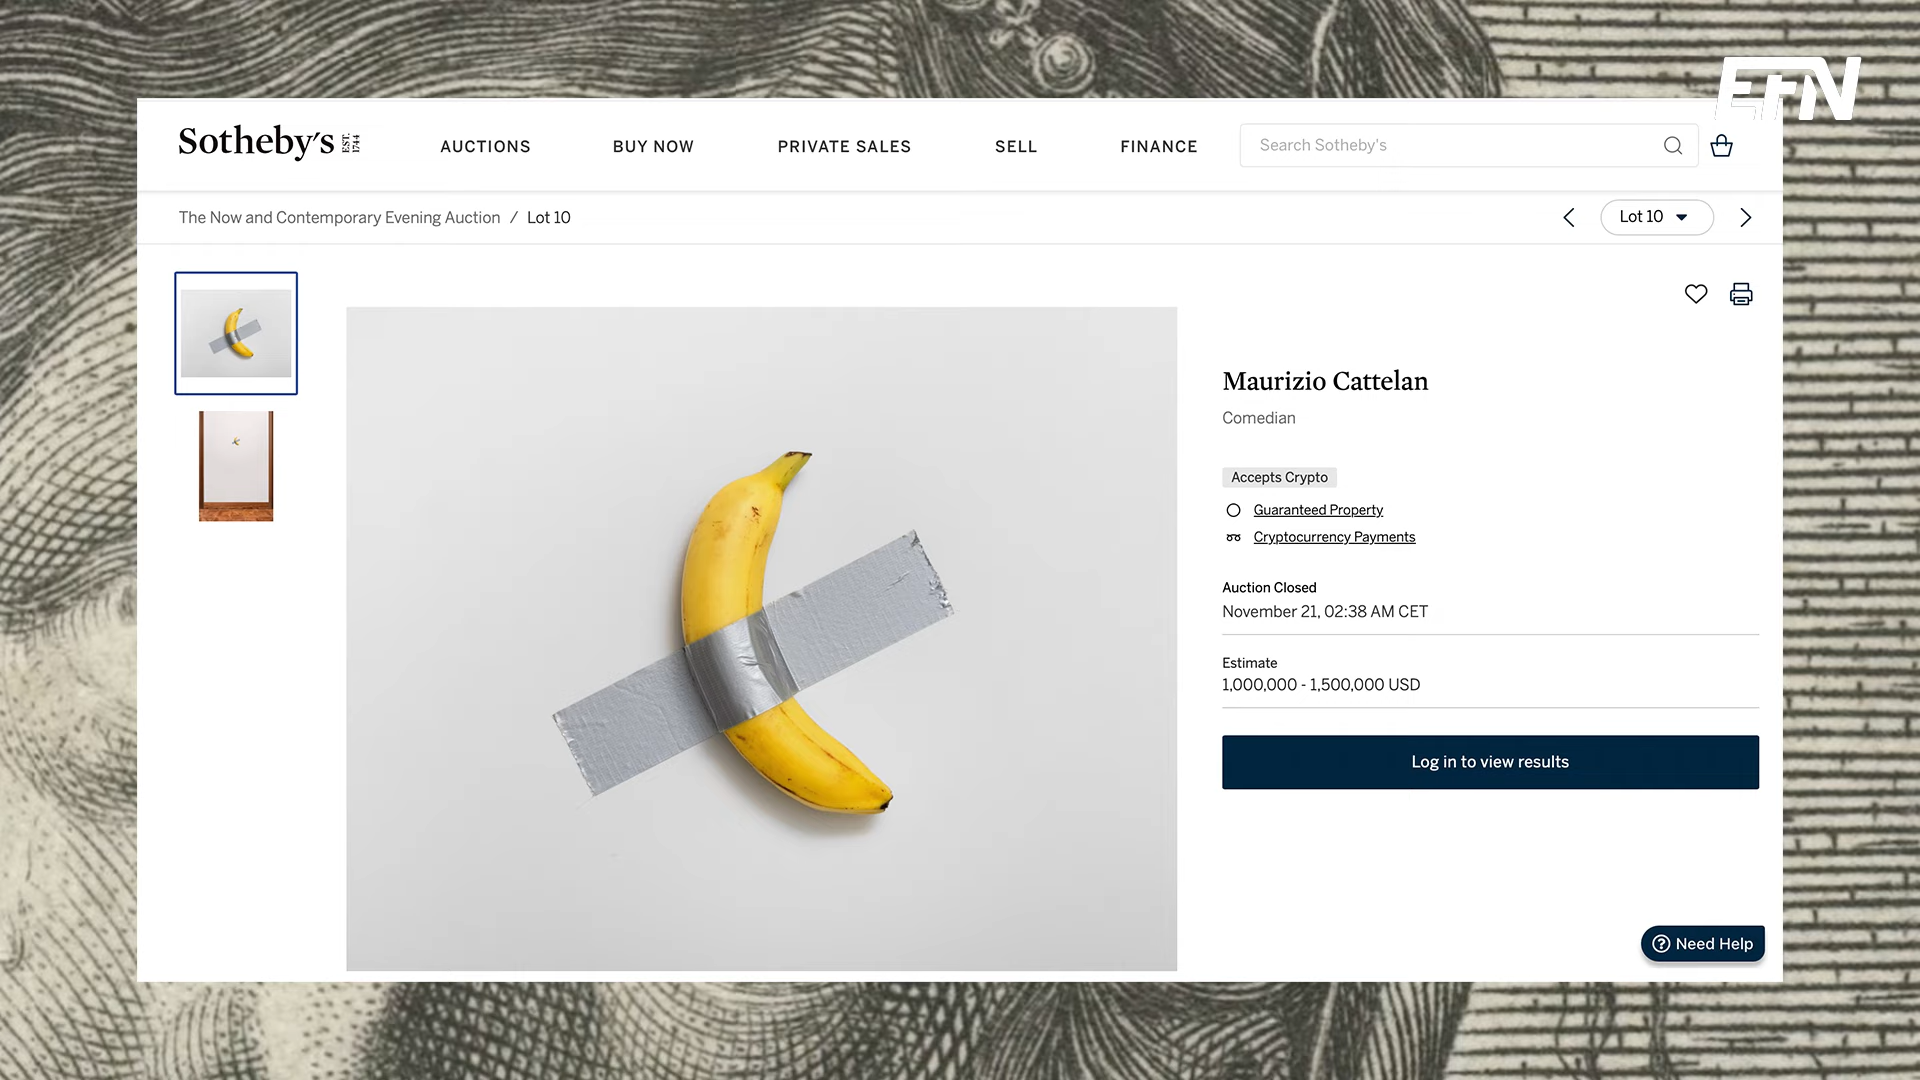 EFN
Sotheby's EST. 1744
AUCTIONS
BUY NOW
PRIVATE SALES
SELL
FINANCE
Search Sotheby's
The Now and Contemporary Evening Auction / Lot 10
Lot 10
Maurizio Cattelan
Comedian
Accepts Crypto
Guaranteed Property
Cryptocurrency Payments
Auction Closed
November 21, 02:38 AM CET
Estimate
1,000,000 - 1,500,000 USD
Log in to view results
Need Help